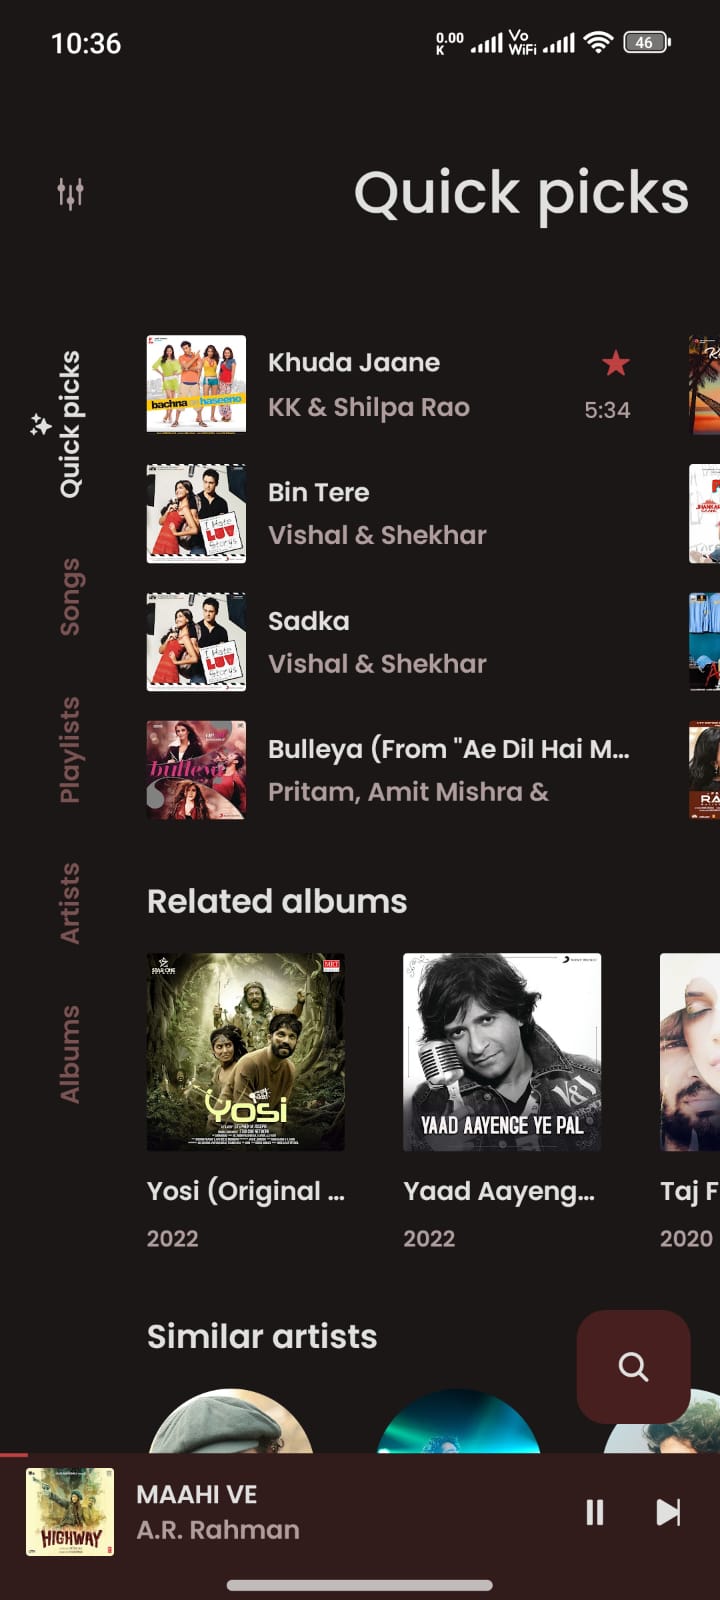 10:36
0.00
K
Vo
WiFi
46
Quick picks
Quick picks
Songs
Playlists
Artists
Albums
bachna haseeno
Khuda Jaane
KK & Shilpa Rao
5:34
I Hate
LUV
Storys
Bin Tere
Vishal & Shekhar
I Hate
LUV
Storys
Sadka
Vishal & Shekhar
bulleya
Bulleya (From "Ae Dil Hai M...
Pritam, Amit Mishra &
Related albums
STAR ONE
MRT
Yosi
YAAD AAYENGE YE PAL
Yosi (Original ...
2022
Yaad Aayeng...
2022
Taj F
2020
Similar artists
HIGHWAY
MAAHI VE
A.R. Rahman